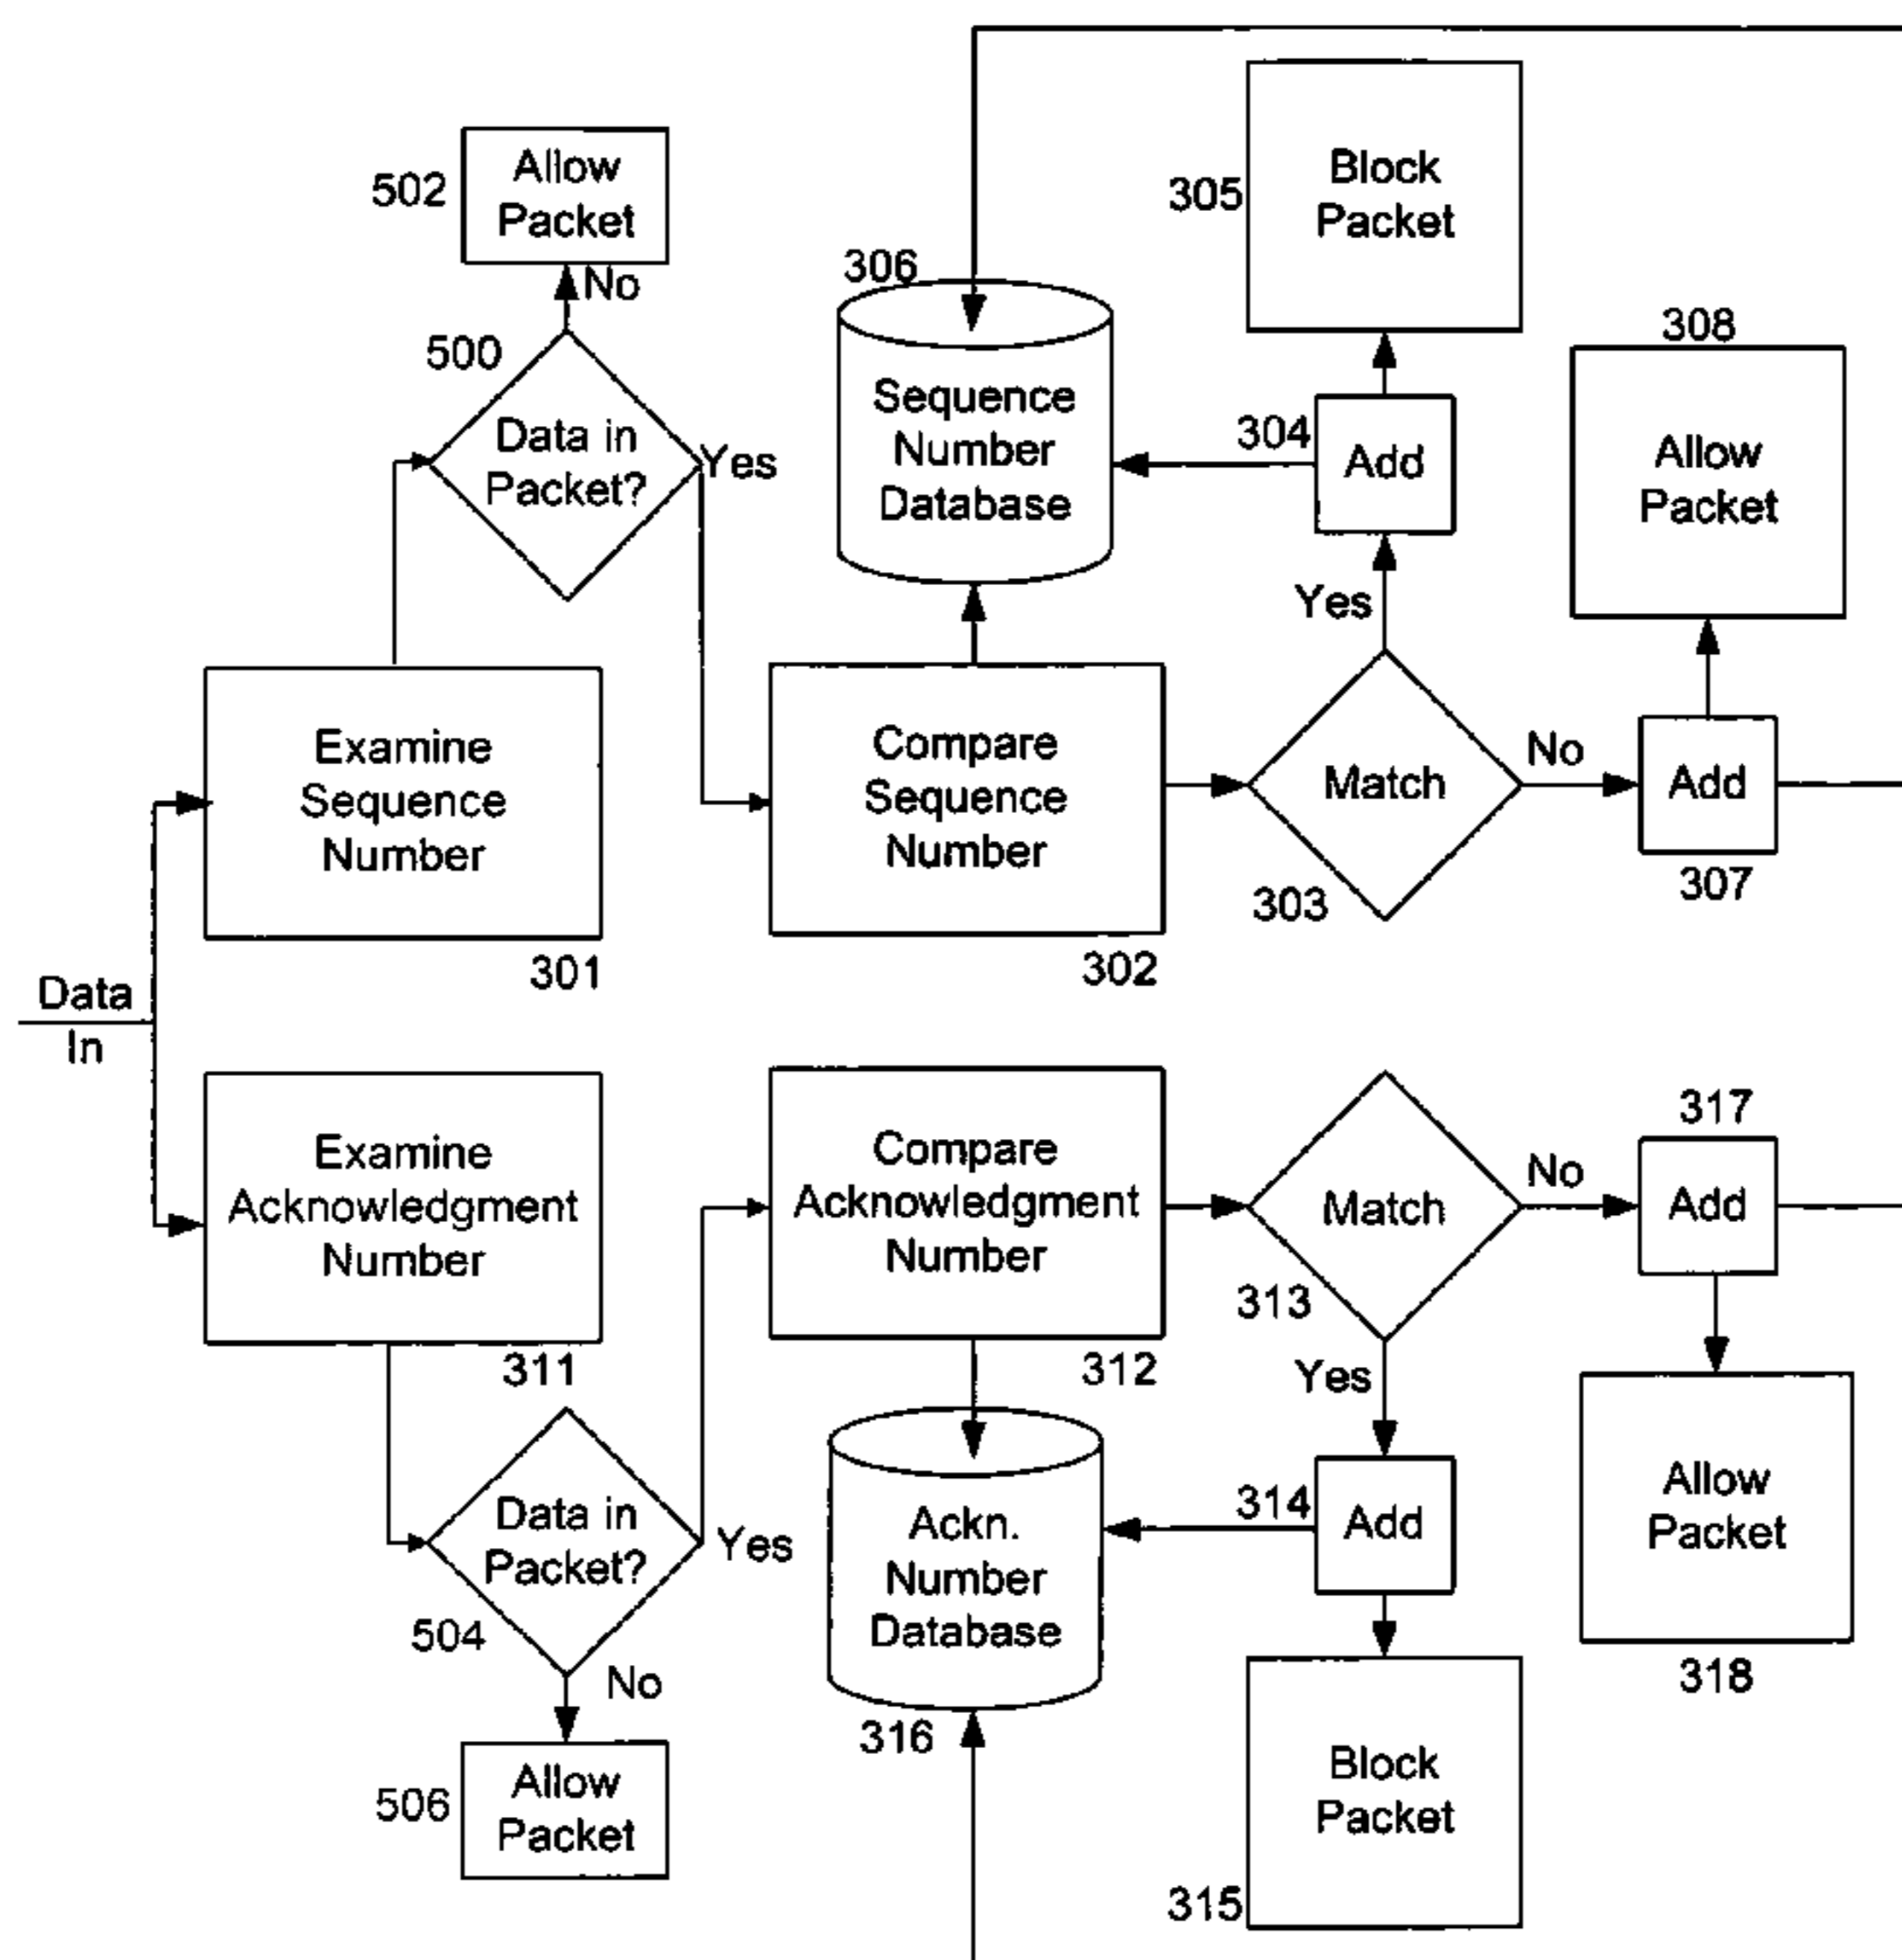 502
Allow
Packet
No
500
Data in
Packet?
Yes
306
Sequence
Number
Database
305
Block
Packet
304
Add
308
Allow
Packet
Yes
Examine
Sequence
Number
301
Compare
Sequence
Number
302
Match
303
No
Add
307
Data
In
Examine
Acknowledgment
Number
311
Compare
Acknowledgment
Number
312
Match
313
No
317
Add
Yes
Data in
Packet?
Yes
504
No
506
Allow
Packet
Ackn.
Number
Database
316
314
Add
Allow
Packet
318
Block
Packet
315